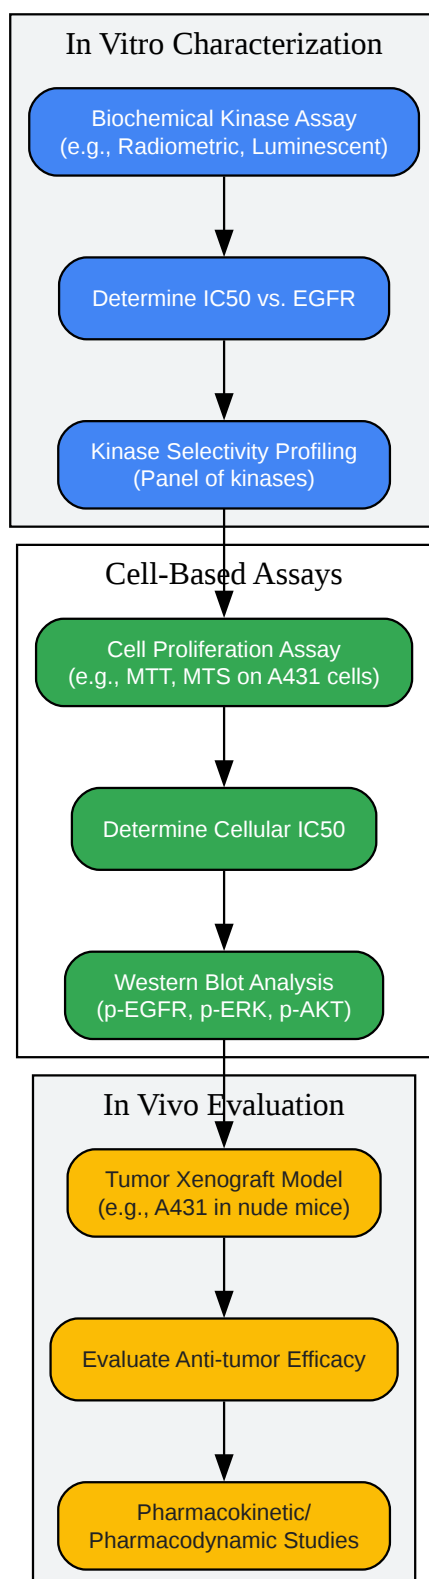 In Vitro Characterization
Biochemical Kinase Assay
(e.g., Radiometric, Luminescent)
Determine IC50 vs. EGFR
Kinase Selectivity Profiling
(Panel of kinases)
Cell-Based Assays
Cell Proliferation Assay
(e.g., MTT, MTS on A431 cells)
Determine Cellular IC50
Western Blot Analysis
(p-EGFR, p-ERK, p-AKT)
In Vivo Evaluation
Tumor Xenograft Model
(e.g., A431 in nude mice)
Evaluate Anti-tumor Efficacy
Pharmacokinetic/
Pharmacodynamic Studies